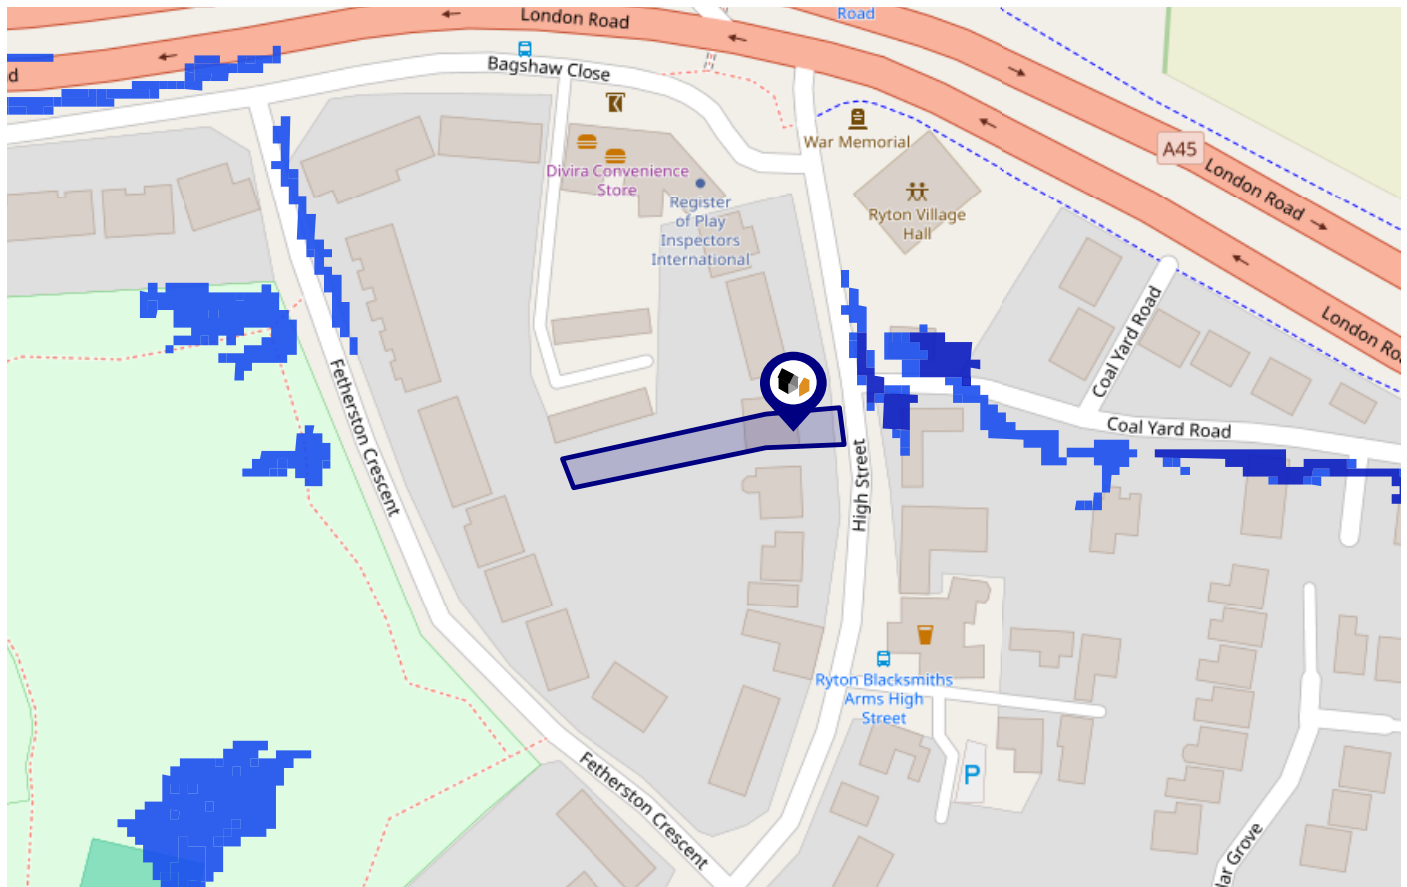 London Road
Road
d
Bagshaw Close
War Memorial
A45
Divira Convenience
Store
London Road
Register
of Play
Inspectors
International
Ryton Village
Hall
Coal Yard Road
London Ro
Fetherston Crescent
Coal Yard Road
High Street
Ryton Blacksmiths
Arms High
Street
P
Fetherston Crescent
lar Grove